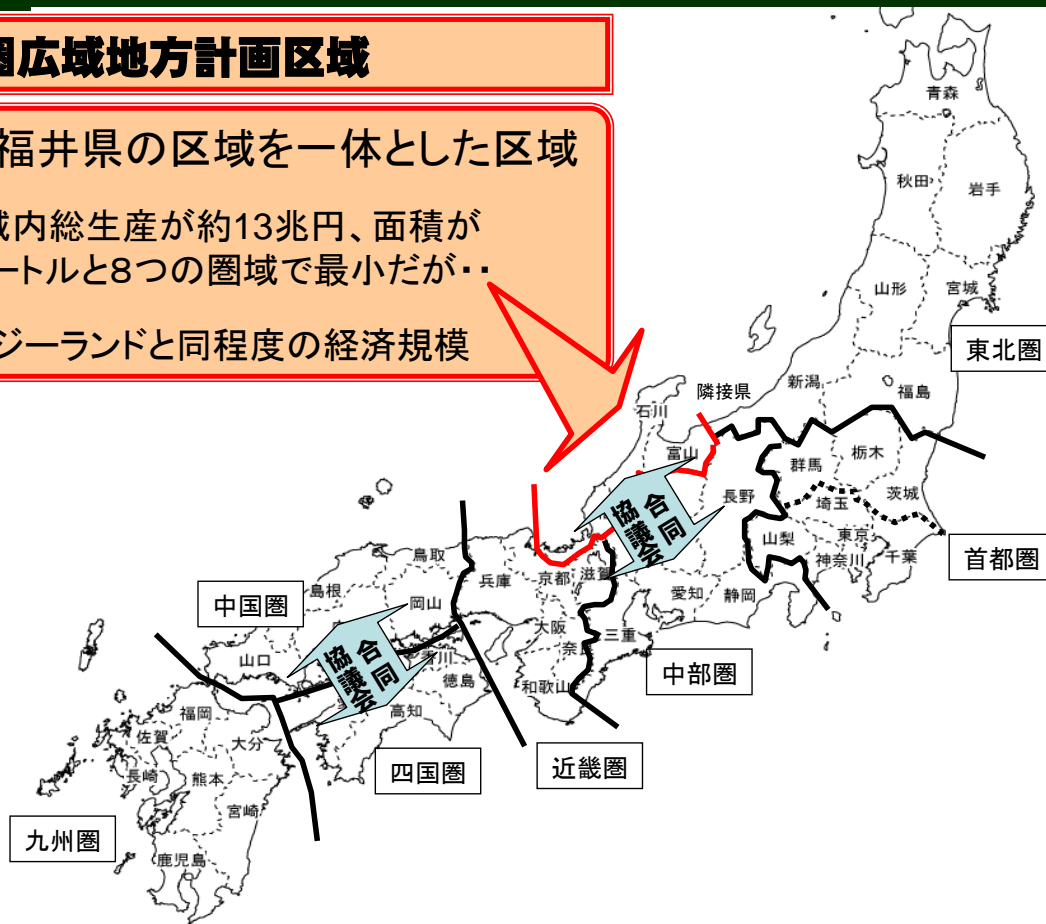 圏広域地方計画区域
福井県の区域を一体とした区域
域内総生産が約13兆円、面積が
ートルと8つの圏域で最小だが・・
ジーランドと同程度の経済規模
青森
秋田
岩手
山形
宮城
東北圏
新潟
福島
隣接県
石川
富山
群馬
栃木
長野
茨城
埼玉
合同
協議会
山梨
東京
神奈川
千葉
首都圏
鳥取
兵庫
京都
滋賀
島根
岡山
愛知
静岡
中国圏
大阪
三重
奈良
合同
協議会
山口
香川
徳島
和歌山
中部圏
高知
福岡
佐賀
大分
四国圏
近畿圏
長崎
熊本
宮崎
九州圏
鹿児島